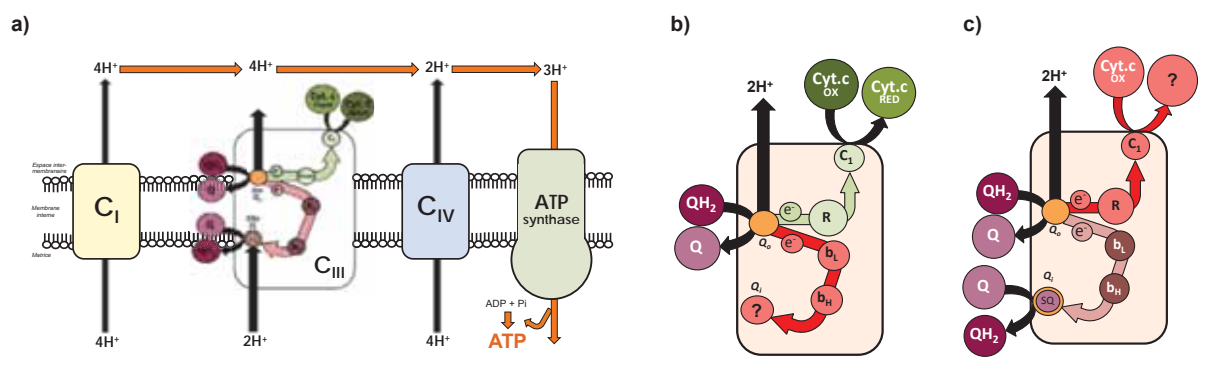 a)
4H⁺
4H⁺
2H⁺
3H⁺
Espace inter-
membranaire
Membrane
interne
Matrice
C_I
Q
C_III
C_IV
ATP
synthase
4H⁺
2H⁺
4H⁺
ADP + Pi
ATP
b)
2H⁺
Cyt.c
OX
Cyt.c
RED
C₁
QH₂
Q
Q_o
e⁻
R
e⁻
b_L
b_H
Q_i
?
c)
2H⁺
Cyt.c
OX
?
C₁
QH₂
Q
Q_o
e⁻
R
e⁻
b_L
b_H
Q_i
Q
SQ
QH₂